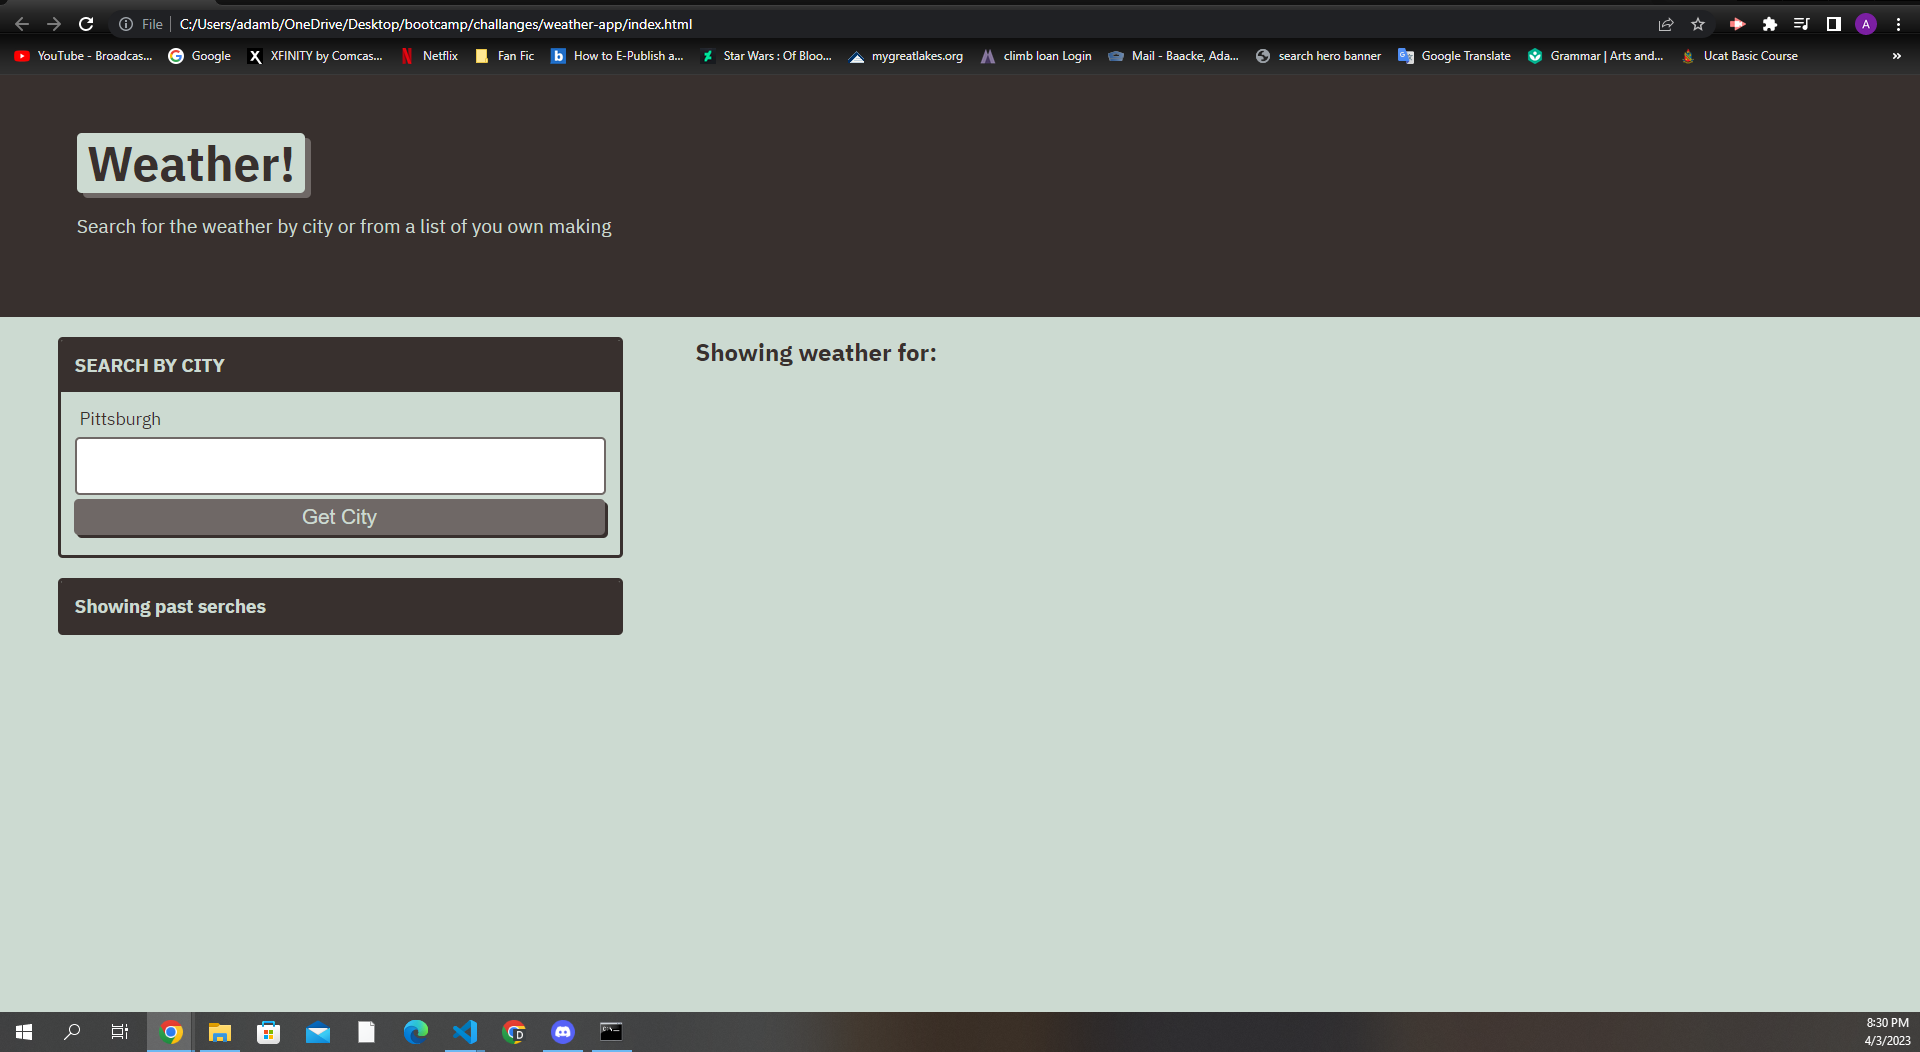 File C:/Users/adamb/OneDrive/Desktop/bootcamp/challanges/weather-app/index.html A
YouTube - Broadcas... Google XFINITY by Comcas... Netflix Fan Fic How to E-Publish a... Star Wars : Of Bloo... mygreatlakes.org climb loan Login Mail - Baacke, Ada... search hero banner Google Translate Grammar | Arts and... Ucat Basic Course »
Weather!
Search for the weather by city or from a list of you own making
SEARCH BY CITY
Pittsburgh
Get City
Showing past serches
Showing weather for:
8:30 PM
4/3/2023